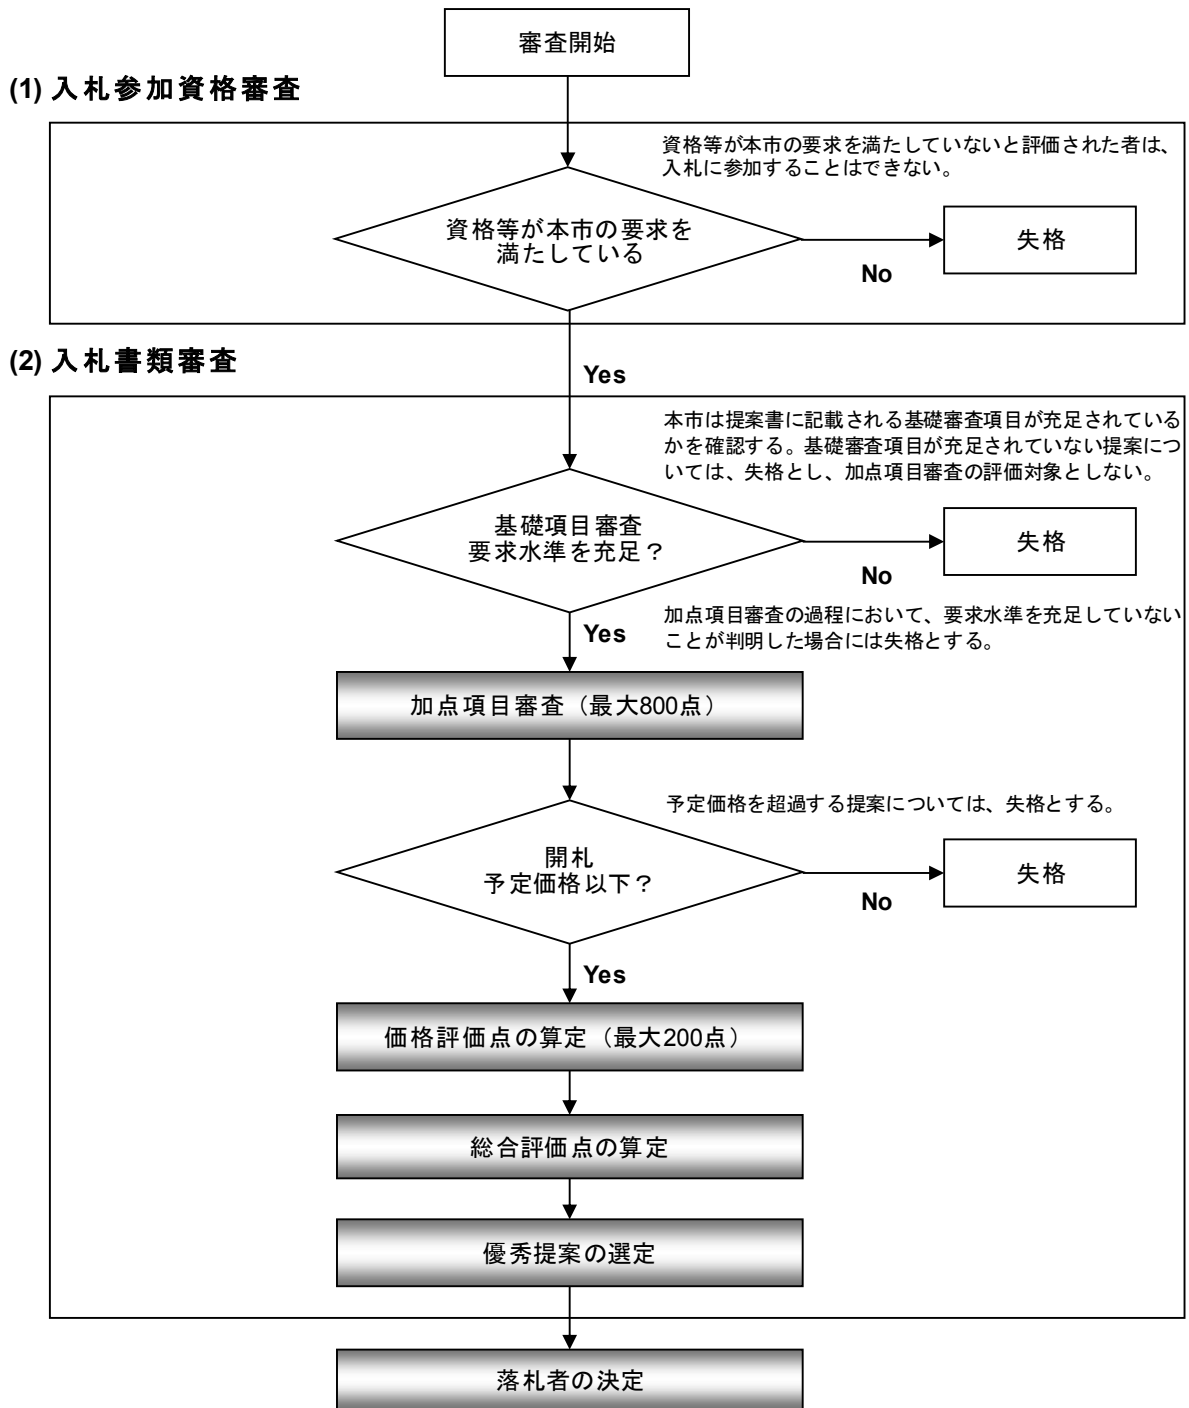 審査開始
(1) 入札参加資格審査
資格等が本市の要求を満たしていないと評価された者は、
入札に参加することはできない。
資格等が本市の要求を
満たしている
失格
No
(2) 入札書類審査
Yes
本市は提案書に記載される基礎審査項目が充足されている
かを確認する。基礎審査項目が充足されていない提案につ
いては、失格とし、加点項目審査の評価対象としない。
基礎項目審査
要求水準を充足？
失格
No
Yes
加点項目審査の過程において、要求水準を充足していない
ことが判明した場合には失格とする。
加点項目審査（最大800点）
予定価格を超過する提案については、失格とする。
開札
予定価格以下？
失格
No
Yes
価格評価点の算定（最大200点）
総合評価点の算定
優秀提案の選定
落札者の決定